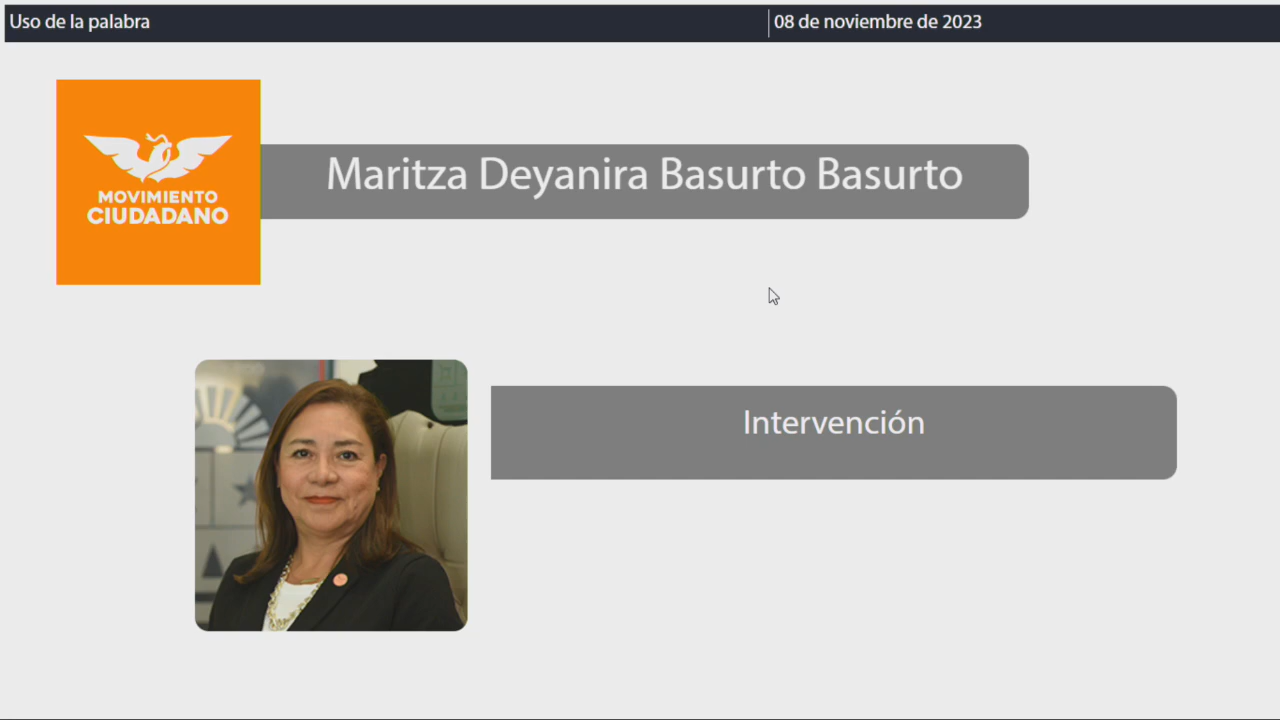 Uso de la palabra
08 de noviembre de 2023
MOVIMIENTO
CIUDADANO
Maritza Deyanira Basurto Basurto
Intervención